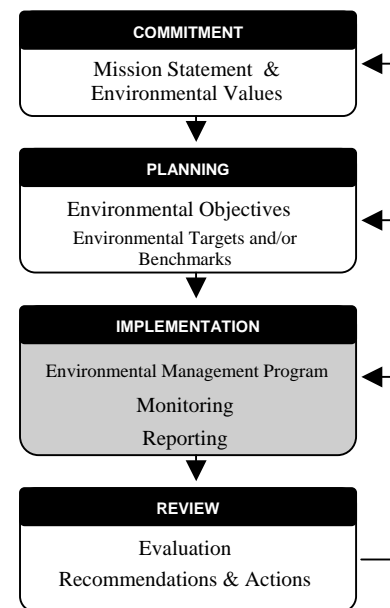 COMMITMENT
Mission Statement &
Environmental Values
PLANNING
Environmental Objectives
Environmental Targets and/or
Benchmarks
IMPLEMENTATION
Environmental Management Program
Monitoring
Reporting
REVIEW
Evaluation
Recommendations & Actions